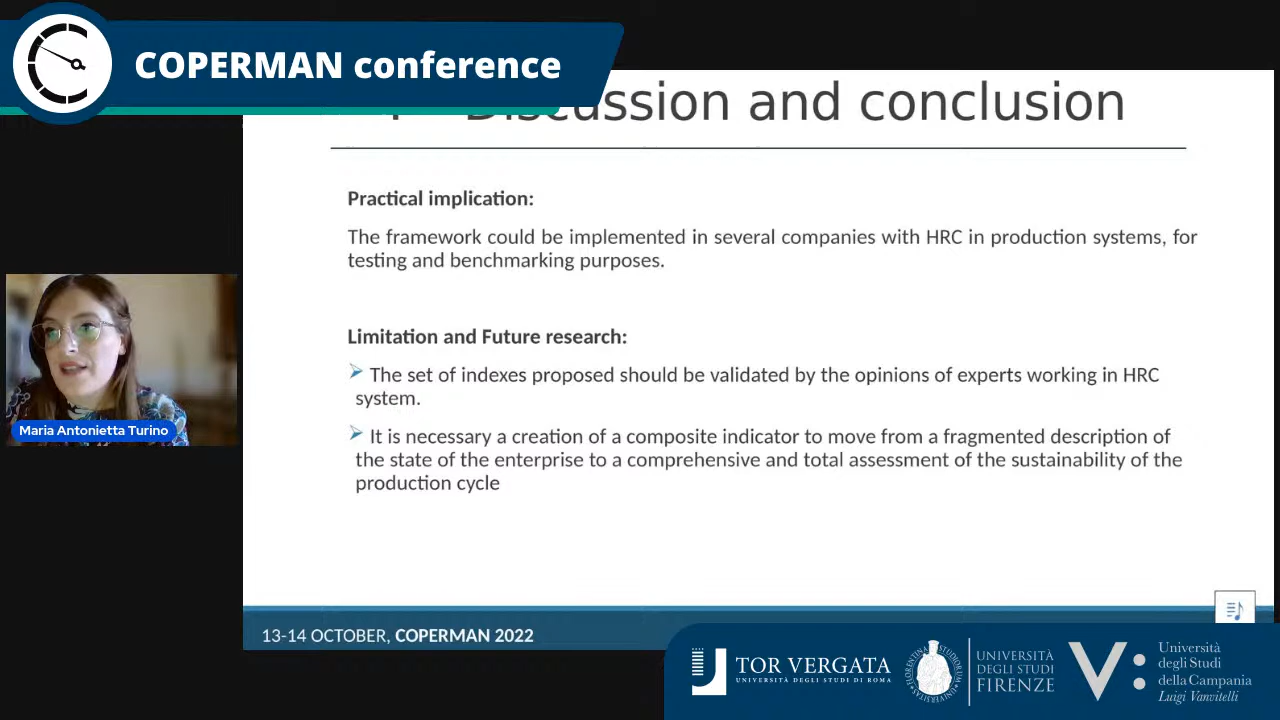 COPERMAN conference
Discussion and conclusion
Practical implication:
The framework could be implemented in several companies with HRC in production systems, for
testing and benchmarking purposes.
Limitation and Future research:
The set of indexes proposed should be validated by the opinions of experts working in HRC
system.
It is necessary a creation of a composite indicator to move from a fragmented description of
the state of the enterprise to a comprehensive and total assessment of the sustainability of the
production cycle
Maria Antonietta Turino
13-14 OCTOBER, COPERMAN 2022
TOR VERGATA
UNIVERSITÀ DEGLI STUDI DI ROMA
FLORENTINA STUDIORUM UNIVERSITAS
UNIVERSITÀ
DEGLI STUDI
FIRENZE
V:
Università
degli Studi
della Campania
Luigi Vanvitelli